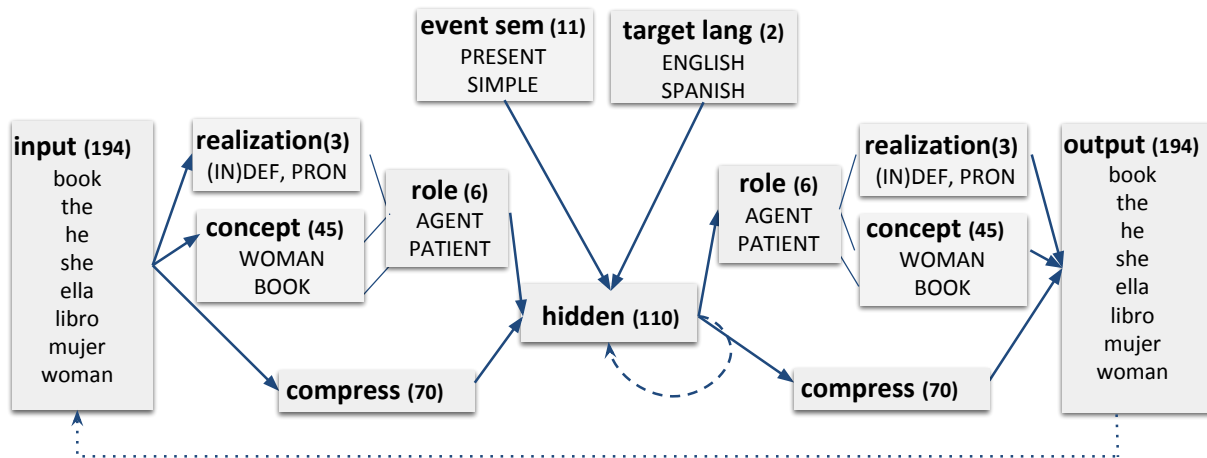 event sem (11)
PRESENT
SIMPLE
target lang (2)
ENGLISH
SPANISH
input (194)
book
the
he
she
ella
libro
mujer
woman
realization(3)
(IN)DEF, PRON
concept (45)
WOMAN
BOOK
role (6)
AGENT
PATIENT
compress (70)
hidden (110)
role (6)
AGENT
PATIENT
realization(3)
(IN)DEF, PRON
concept (45)
WOMAN
BOOK
compress (70)
output (194)
book
the
he
she
ella
libro
mujer
woman